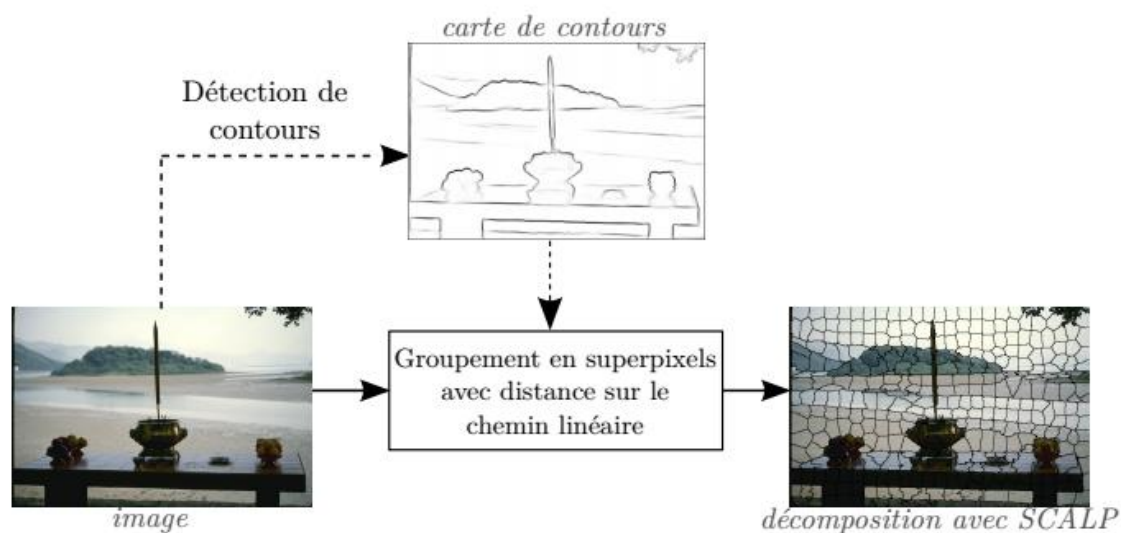 carte de contours
Détection de
contours
Groupement en superpixels
avec distance sur le
chemin linéaire
image
décomposition avec SCALP